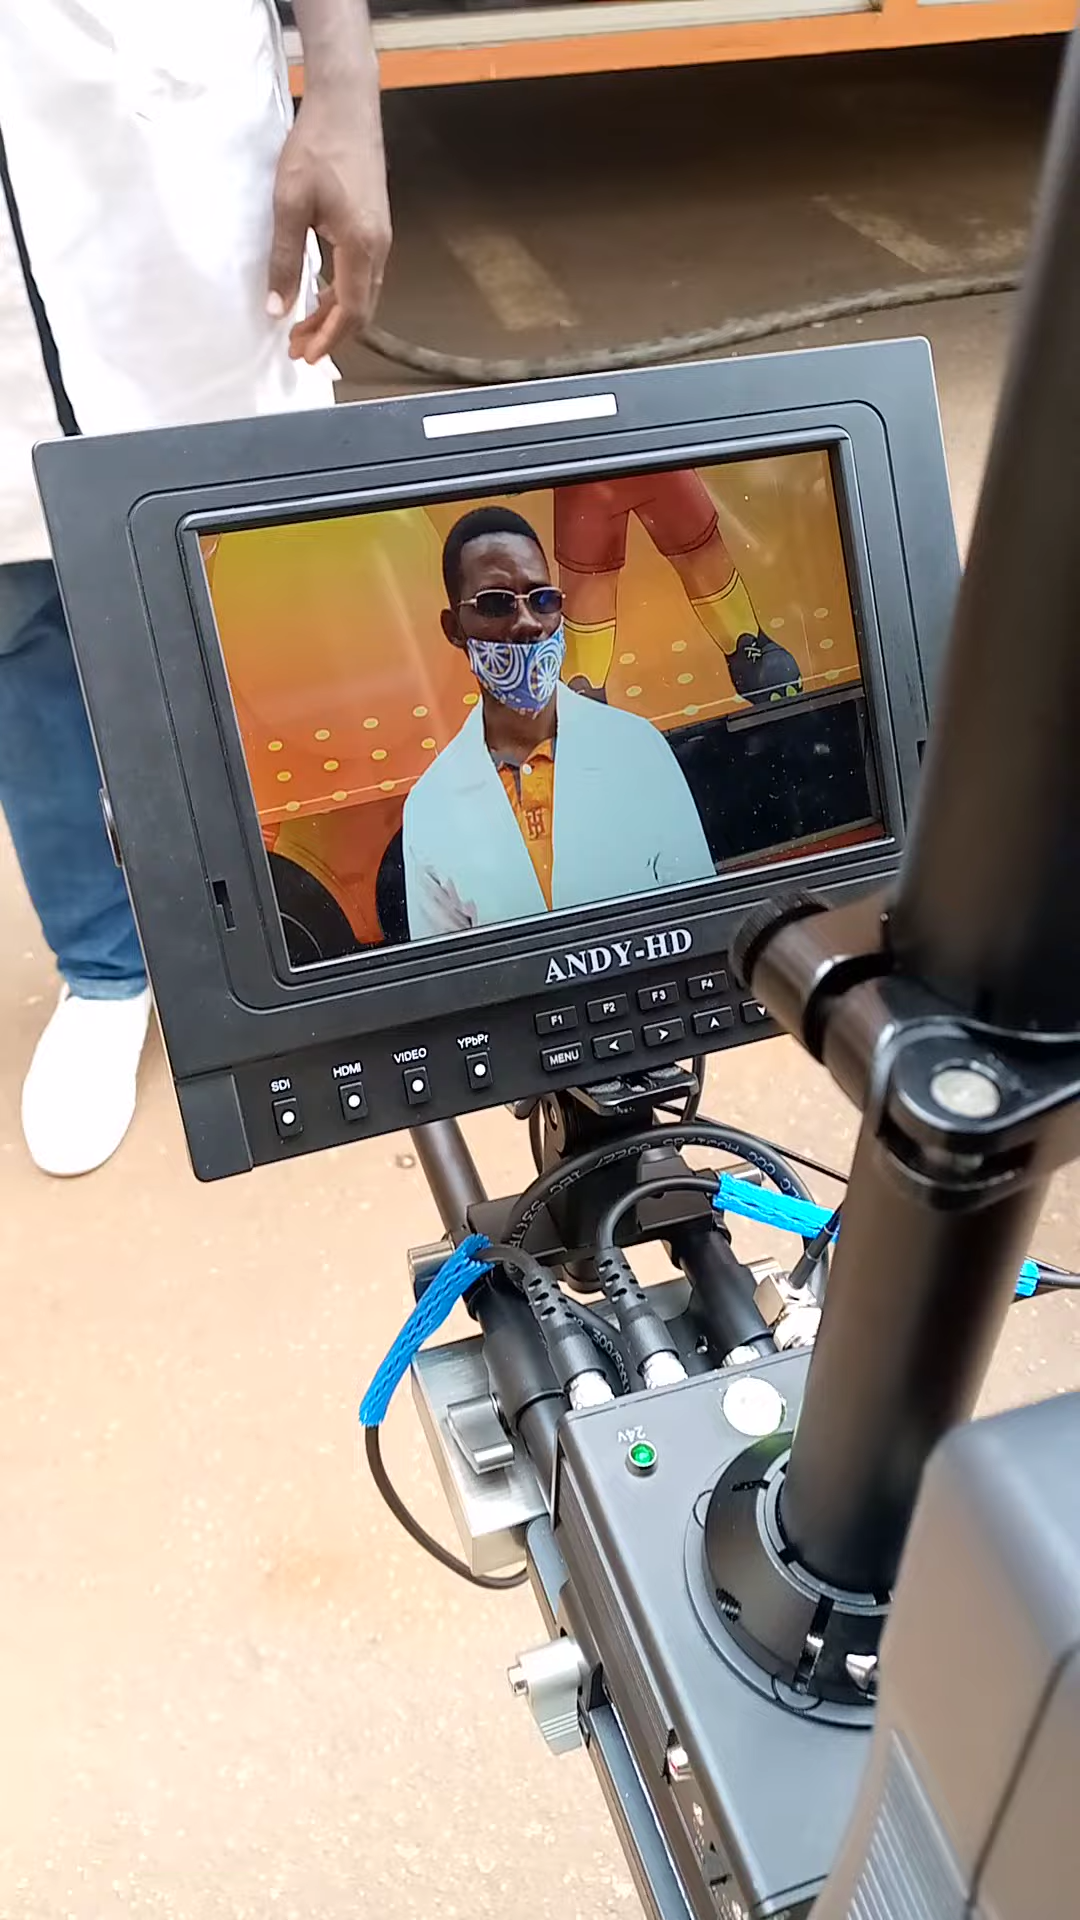 ANDY-HD
F1 F2 F3 F4
MENU < > ∧ ∨
SDI HDMI VIDEO YPbPr
24V